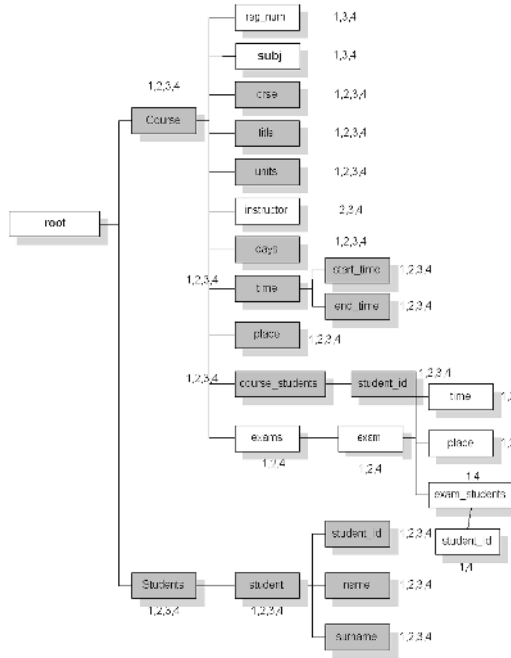 reg_num 1,3,4
subj 1,3,4
1,2,3,4
Course
crse 1,2,3,4
title 1,2,3,4
units 1,2,3,4
root
instructor 2,3,4
days 1,2,3,4
1,2,3,4 time start_time 1,2,3,4
end_time 1,2,3,4
place 1,2,3,4
1,2,3,4 course_students student_id 1,2,3,4
time
exams exam place
1,2,4 1,2,4
1,4
exam_students
student_id
1,4
student_id 1,2,3,4
Students student name 1,2,3,4
1,2,3,4 1,2,3,4
surname 1,2,3,4